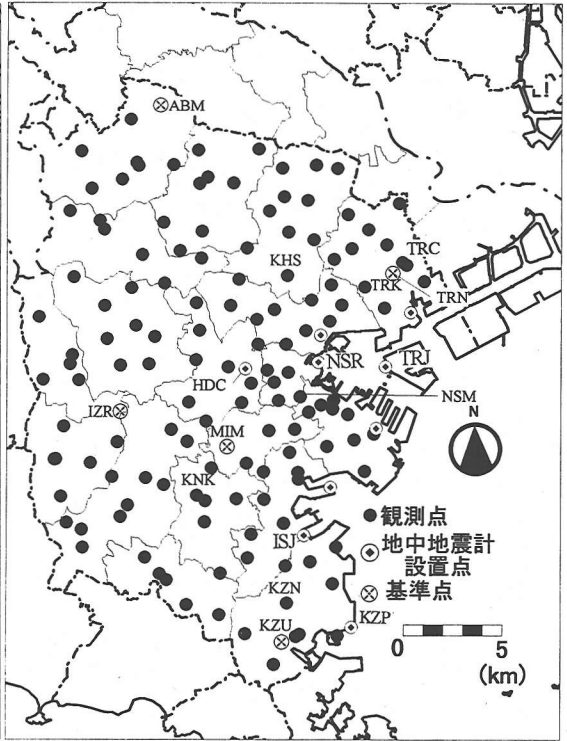 ABM
TRC
KHS
TRK
TRN
NSR
TRJ
HDC
NSM
IZR
N
MIM
KNK
観測点
ISJ
地中地震計
設置点
KZN
基準点
KZU
KZP
0 5
(km)